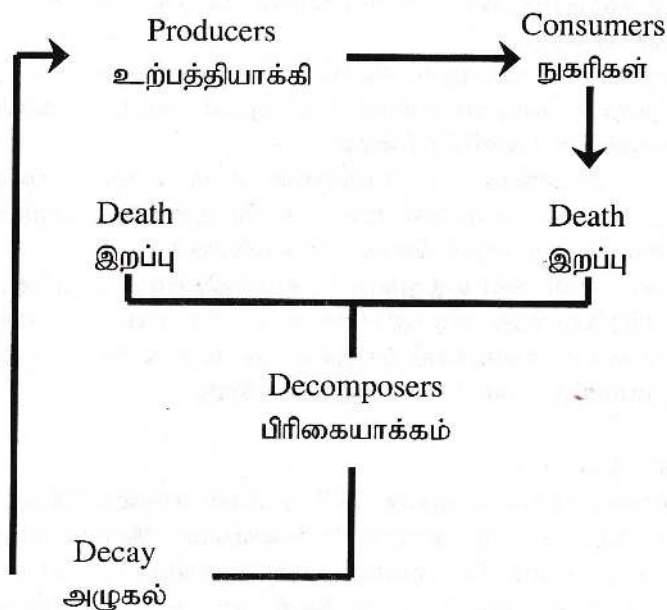 Producers
உற்பத்தியாக்கி
Consumers
நுகரிகள்
Death
இறப்பு
Death
இறப்பு
Decomposers
பிரிகையாக்கம்
Decay
அழுகல்